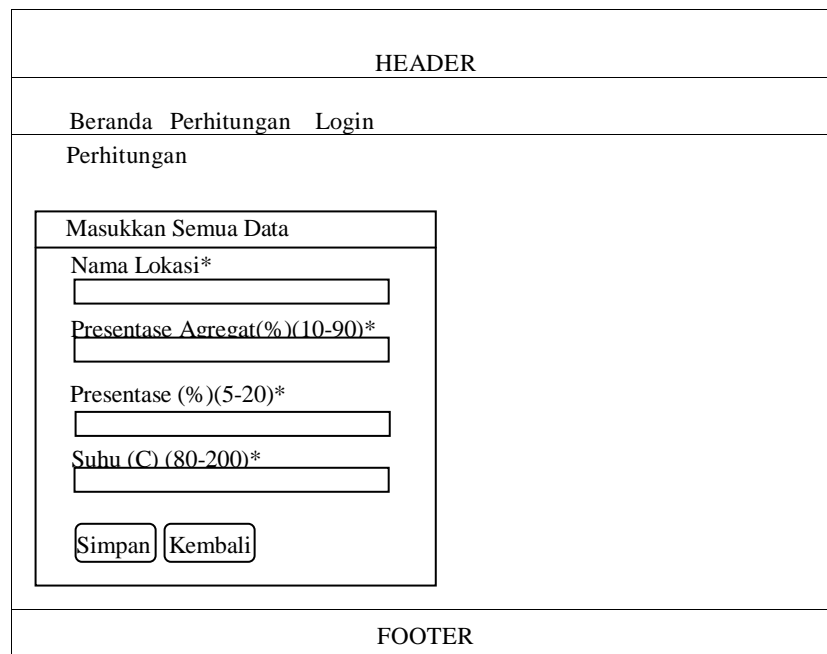 HEADER
Beranda Perhitungan Login
Perhitungan
Masukkan Semua Data
Nama Lokasi*
Presentase Agregat(%)(10-90)*
Presentase (%)(5-20)*
Suhu (C) (80-200)*
Simpan Kembali
FOOTER